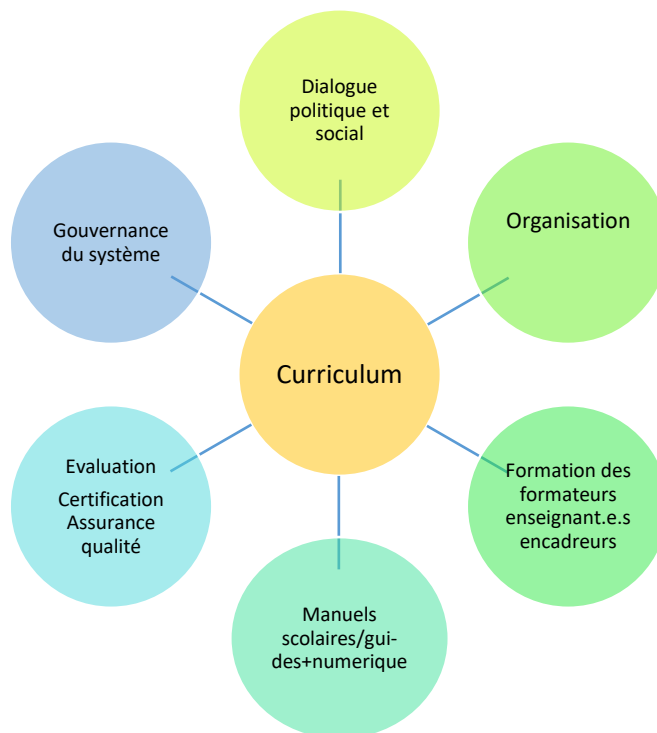 Dialogue
politique et
social
Organisation
Formation des
formateurs
enseignant.e.s
encadreurs
Manuels
scolaires/gui-
des+numerique
Evaluation
Certification
Assurance
qualité
Gouvernance
du système
Curriculum